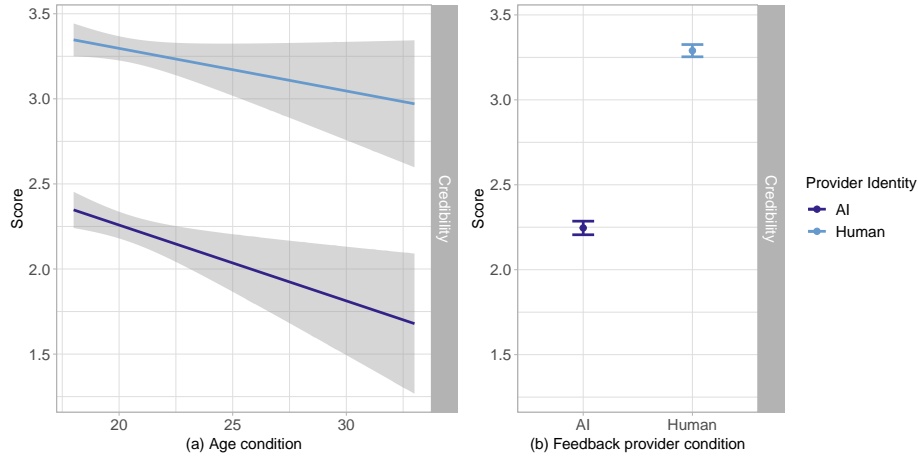 3.5
3.0
2.5
2.0
1.5
Score
20
25
30
(a) Age condition
Credibility
3.5
3.0
2.5
2.0
1.5
Score
AI
Human
(b) Feedback provider condition
Credibility
Provider Identity
AI
Human